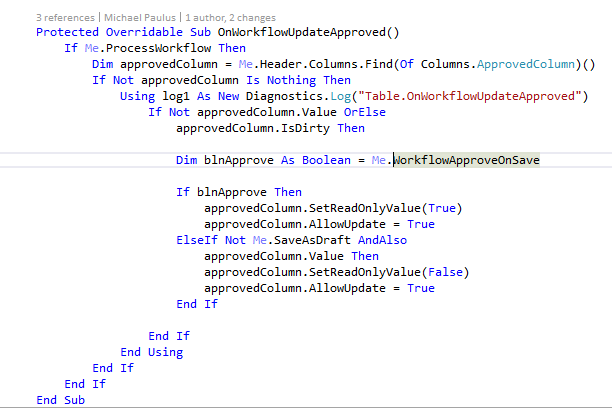 3 references | Michael Paulus | 1 author, 2 changes
Protected Overridable Sub OnWorkflowUpdateApproved()
    If Me.ProcessWorkflow Then
        Dim approvedColumn = Me.Header.Columns.Find(Of Columns.ApprovedColumn)()
        If Not approvedColumn Is Nothing Then
            Using log1 As New Diagnostics.Log("Table.OnWorkflowUpdateApproved")
                If Not approvedColumn.Value OrElse
                    approvedColumn.IsDirty Then

                    Dim blnApprove As Boolean = Me.WorkflowApproveOnSave

                    If blnApprove Then
                        approvedColumn.SetReadOnlyValue(True)
                        approvedColumn.AllowUpdate = True
                    ElseIf Not Me.SaveAsDraft AndAlso
                        approvedColumn.Value Then
                        approvedColumn.SetReadOnlyValue(False)
                        approvedColumn.AllowUpdate = True
                    End If

                End If
            End Using
        End If
    End If
End Sub